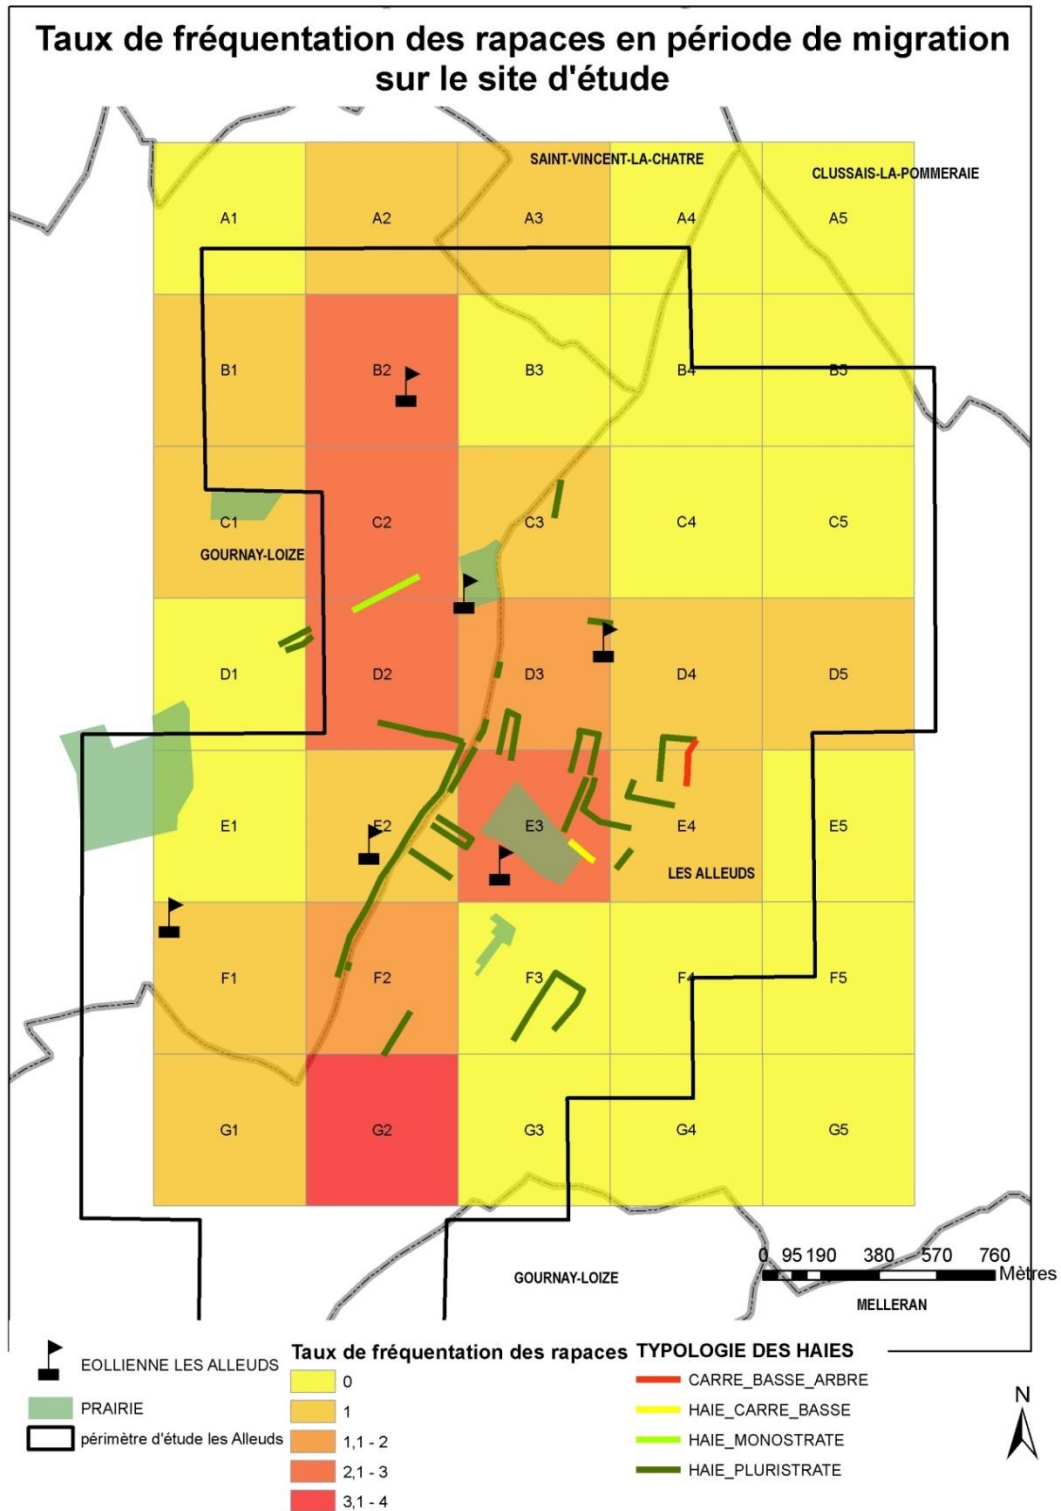 Taux de fréquentation des rapaces en période de migration
sur le site d'étude
SAINT-VINCENT-LA-CHATRE
CLUSSAIS-LA-POMMERAIE
A1 A2 A3 A4 A5
B1 B2 B3 B4 B5
C1 C2 C3 C4 C5
GOURNAY-LOIZE
D1 D2 D3 D4 D5
E1 E2 E3 E4 E5
LES ALLEUDS
F1 F2 F3 F4 F5
G1 G2 G3 G4 G5
0 95 190 380 570 760
Mètres
GOURNAY-LOIZE
MELLERAN
EOLLIENNE LES ALLEUDS
PRAIRIE
périmètre d'étude les Alleuds
Taux de fréquentation des rapaces
0
1
1,1 - 2
2,1 - 3
3,1 - 4
TYPOLOGIE DES HAIES
CARRE_BASSE_ARBRE
HAIE_CARRE_BASSE
HAIE_MONOSTRATE
HAIE_PLURISTRATE
N